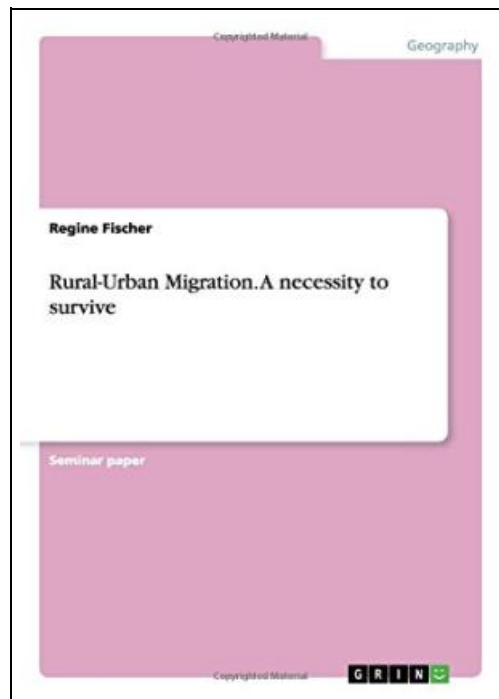 Copyrighted Material
Geography
Regine Fischer
Rural-Urban Migration. A necessity to
survive
Seminar paper
Copyrighted Material
GRIN